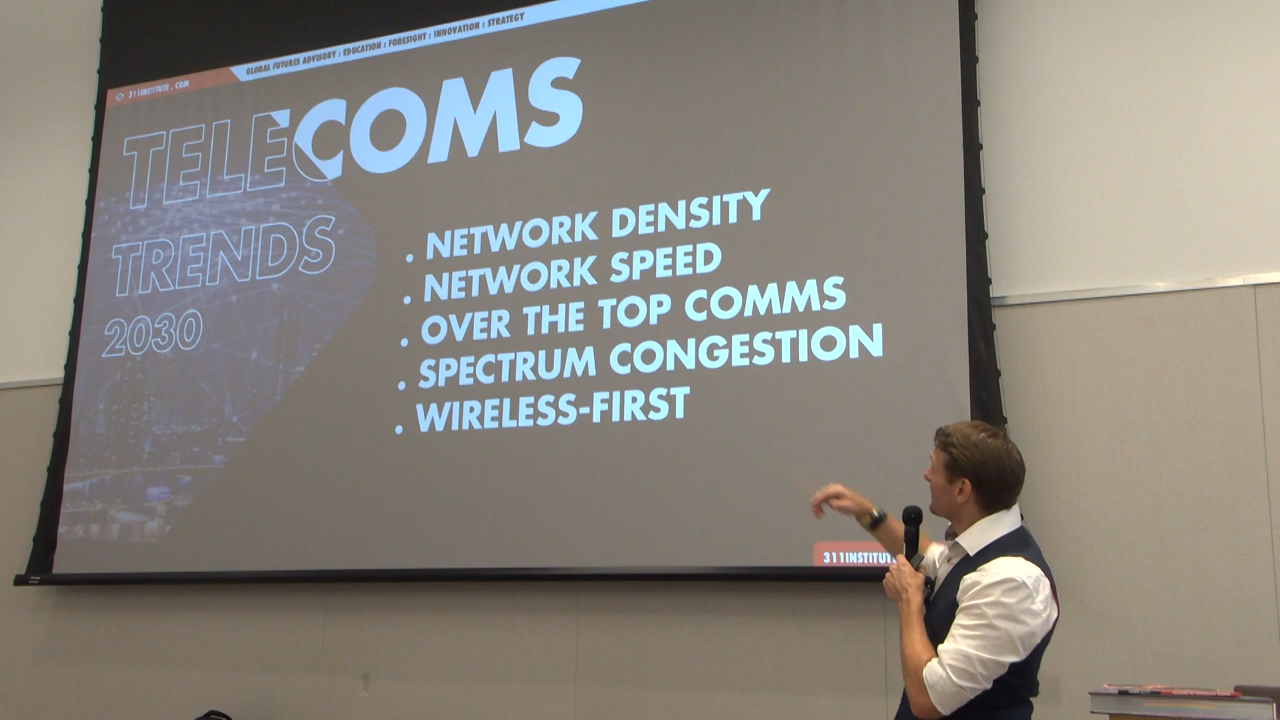 311INSTITUTE . COM
GLOBAL FUTURES ADVISORY : EDUCATION : FORESIGHT : INNOVATION : STRATEGY
TELECOMS
TRENDS
2030
. NETWORK DENSITY
. NETWORK SPEED
. OVER THE TOP COMMS
. SPECTRUM CONGESTION
. WIRELESS-FIRST